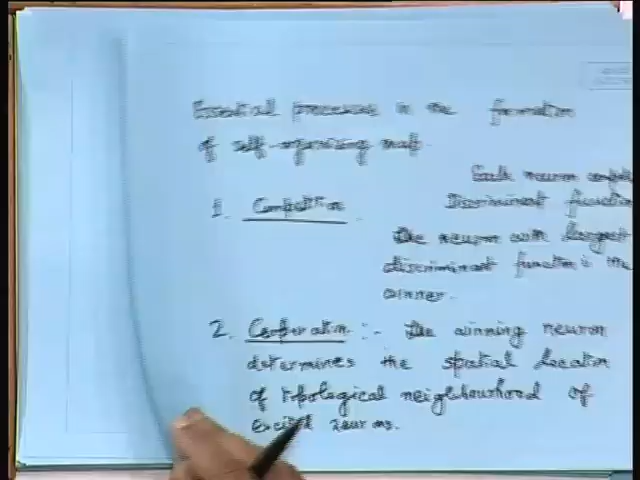 Essential processes in the formation
of self-organising map.
Each neuron
1. Competition. Discriminant function
The neuron with largest
discriminant function is the
winner.
2. Cooperation :- The winning neuron
determines the spatial location
of topological neighbourhood of
excited neurons.